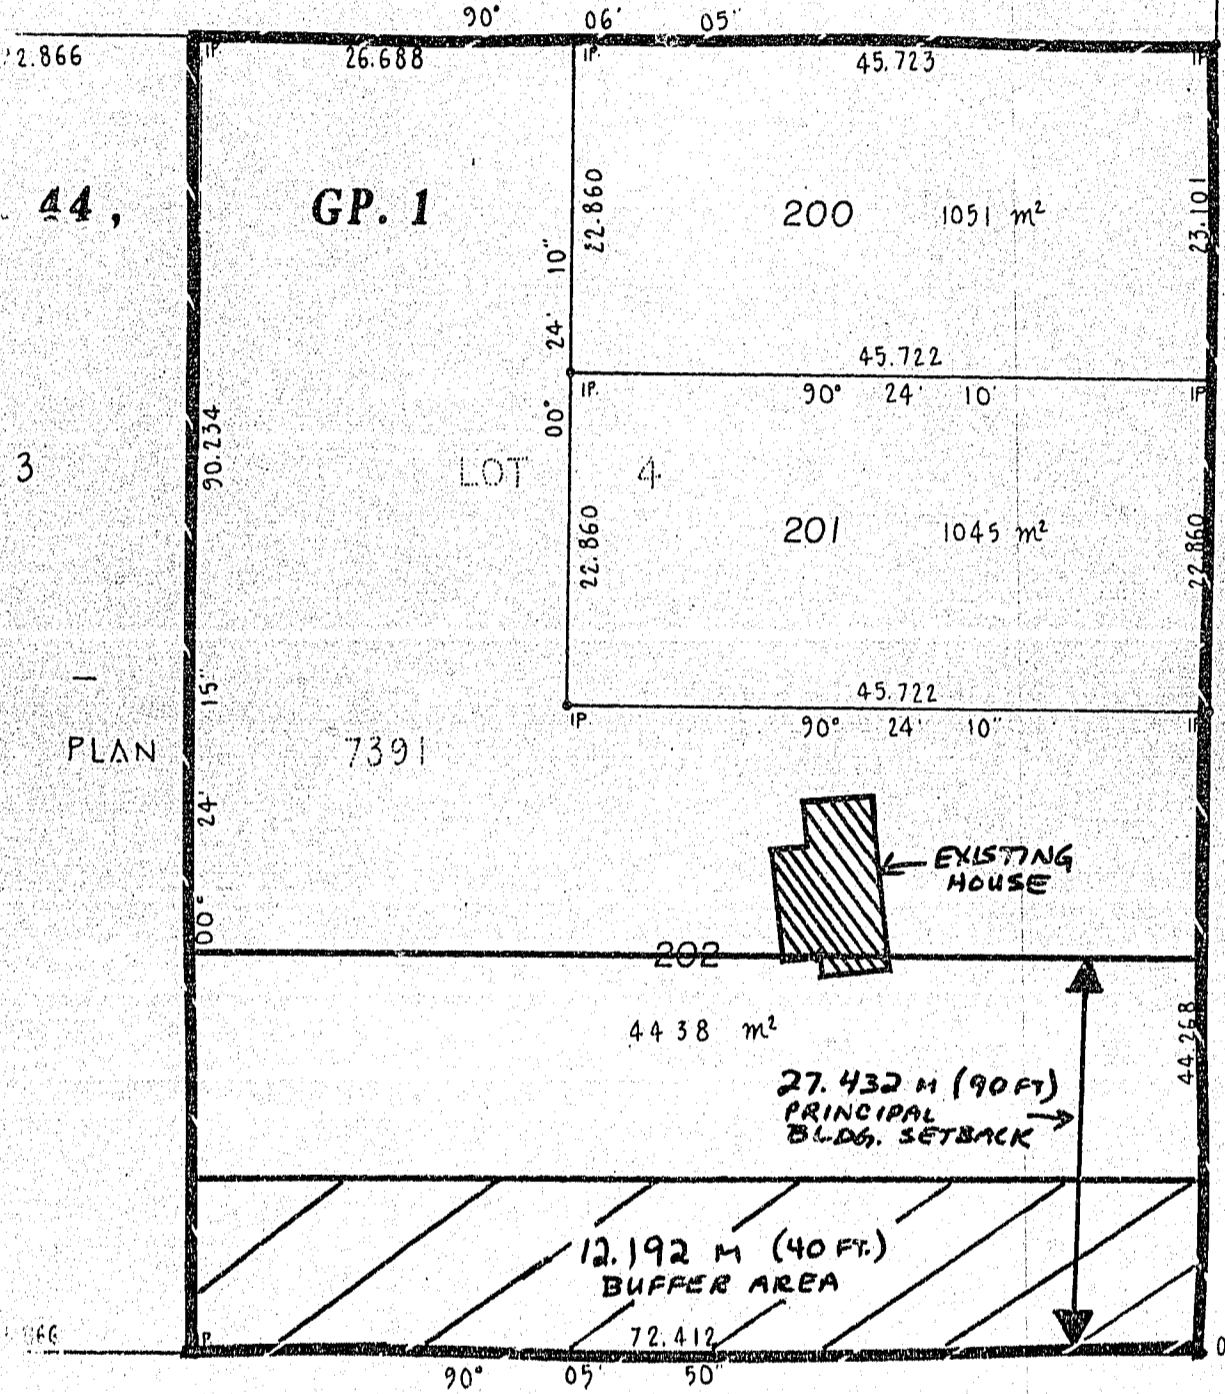 90° 06' 05"
2.866
IP.
26.688
IP.
45.723
IP
44,
GP. 1
22.860
200 1051 m²
23.101
00° 24' 10"
45.722
IP.
90° 24' 10'
IP
90.234
3
LOT 4
22.860
201 1045 m²
22.860
45.722
IP.
90° 24' 10"
IP
00° 24' 15"
PLAN 7391
EXISTING
HOUSE
202
4438 m²
44.268
27.432 M (90 FT)
PRINCIPAL
BLDG. SETBACK
12.192 M (40 FT.)
BUFFER AREA
72.412
90° 05' 50"